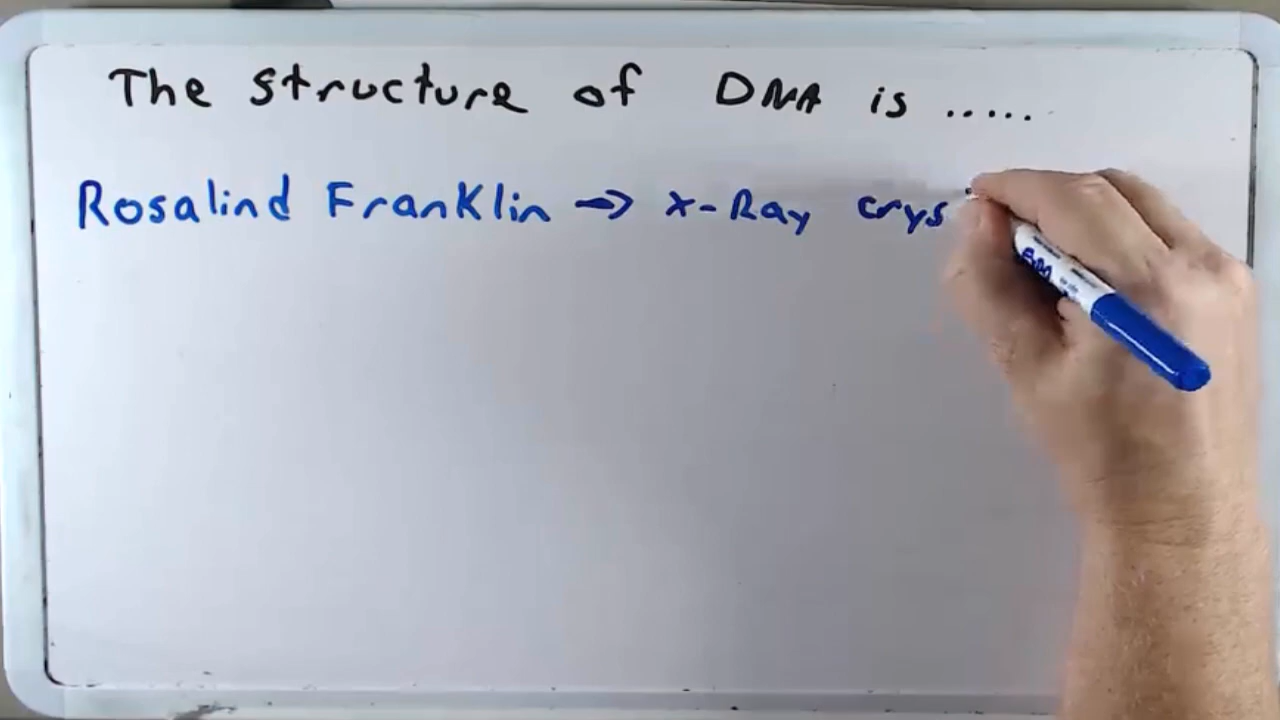 The structure of DNA is .....
Rosalind Franklin → X-Ray crys